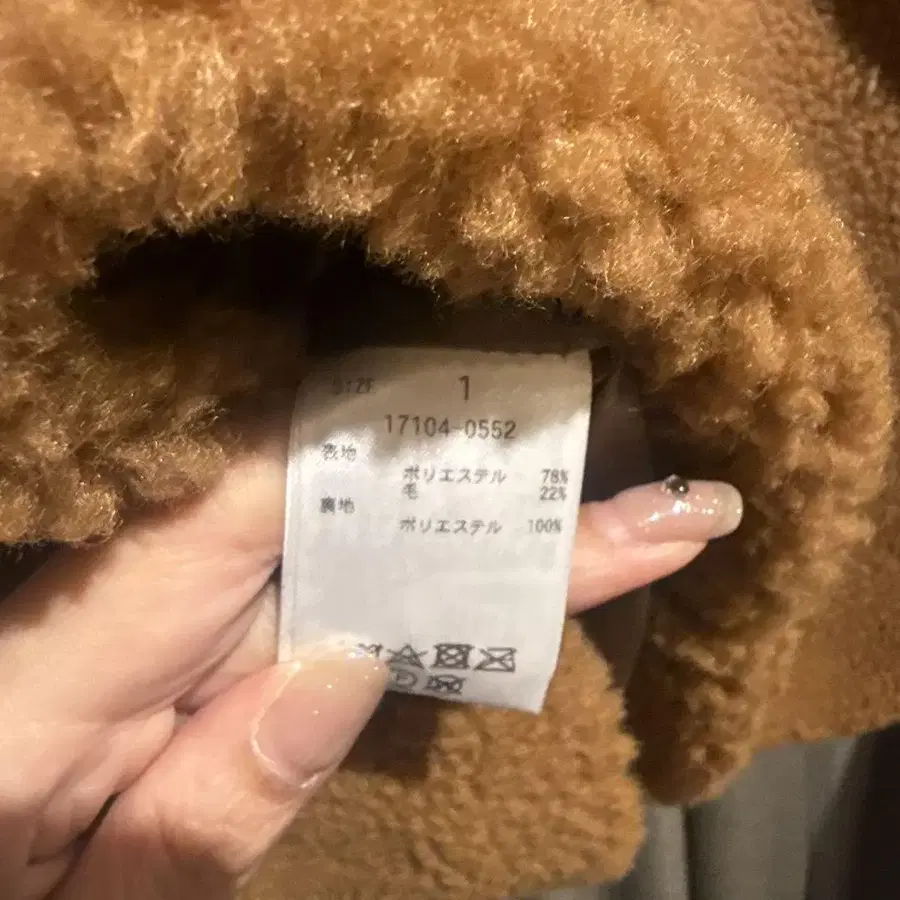 SIZE 1
17104-0552
表地
ポリエステル 78%
毛 22%
裏地
ポリエステル 100%